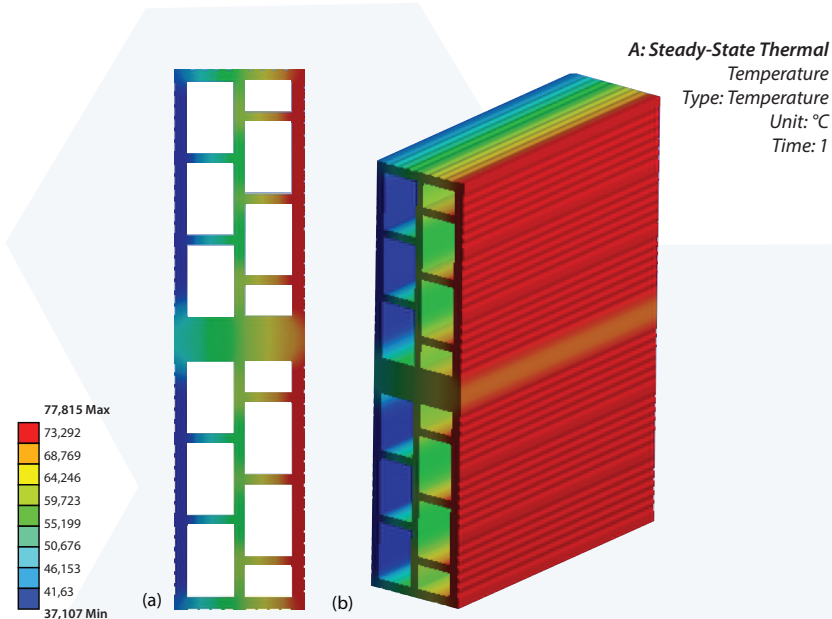 A: Steady-State Thermal
Temperature
Type: Temperature
Unit: °C
Time: 1
77,815 Max
73,292
68,769
64,246
59,723
55,199
50,676
46,153
41,63
37,107 Min
(a)
(b)